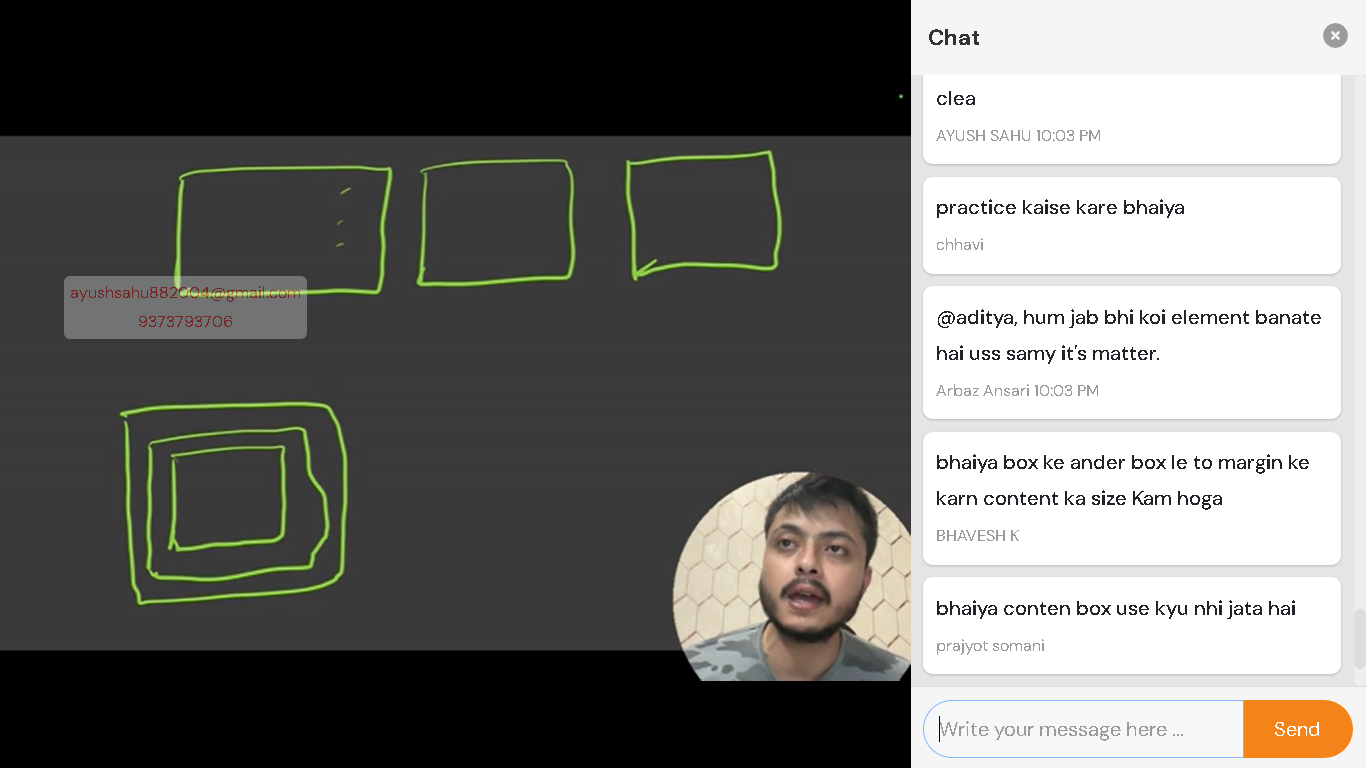 ayushsahu882004@gmail.com
9373793706
Chat
clea
AYUSH SAHU 10:03 PM
practice kaise kare bhaiya
chhavi
@aditya, hum jab bhi koi element banate
hai uss samy it's matter.
Arbaz Ansari 10:03 PM
bhaiya box ke ander box le to margin ke
karn content ka size Kam hoga
BHAVESH K
bhaiya conten box use kyu nhi jata hai
prajyot somani
Write your message here ...
Send